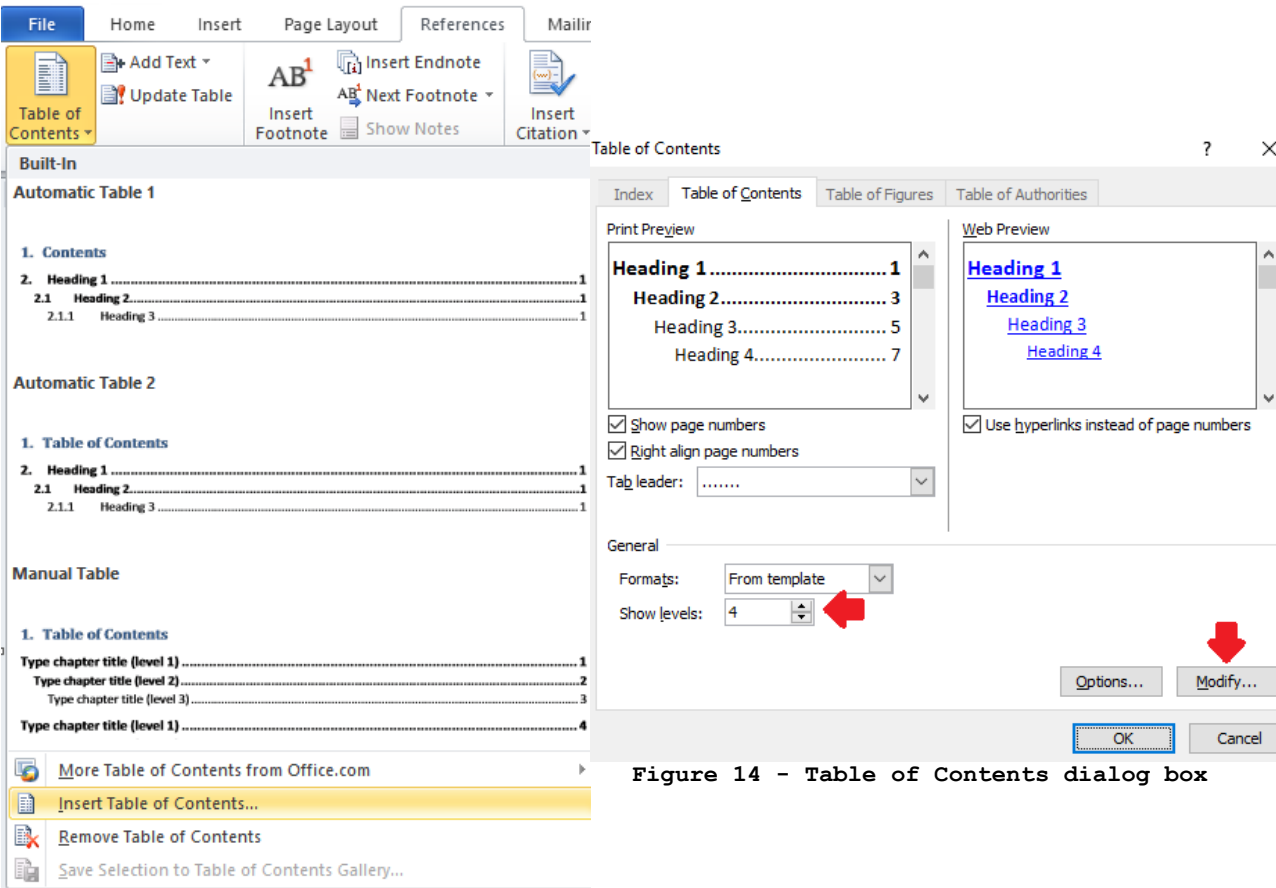 File Home Insert Page Layout References Mailin
Add Text
Update Table
Table of
Contents
AB1
Insert
Footnote
Insert Endnote
Next Footnote
Show Notes
Insert
Citation
Built-In
Automatic Table 1
1. Contents
2. Heading 1 ........ 1
2.1 Heading 2 ........ 1
2.1.1 Heading 3 ........ 1
Automatic Table 2
1. Table of Contents
2. Heading 1 ........ 1
2.1 Heading 2 ........ 1
2.1.1 Heading 3 ........ 1
Manual Table
1. Table of Contents
Type chapter title (level 1) ........ 1
Type chapter title (level 2) ........ 2
Type chapter title (level 3) ........ 3
Type chapter title (level 1) ........ 4
More Table of Contents from Office.com
Insert Table of Contents...
Remove Table of Contents
Save Selection to Table of Contents Gallery...
Table of Contents ?
Index Table of Contents Table of Figures Table of Authorities
Print Preview
Heading 1 ........ 1
Heading 2 ........ 3
Heading 3 ........ 5
Heading 4 ........ 7
Show page numbers
Right align page numbers
Tab leader: .......
Web Preview
Heading 1
Heading 2
Heading 3
Heading 4
Use hyperlinks instead of page numbers
General
Formats: From template
Show levels: 4
Options... Modify...
OK Cancel
Figure 14 - Table of Contents dialog box